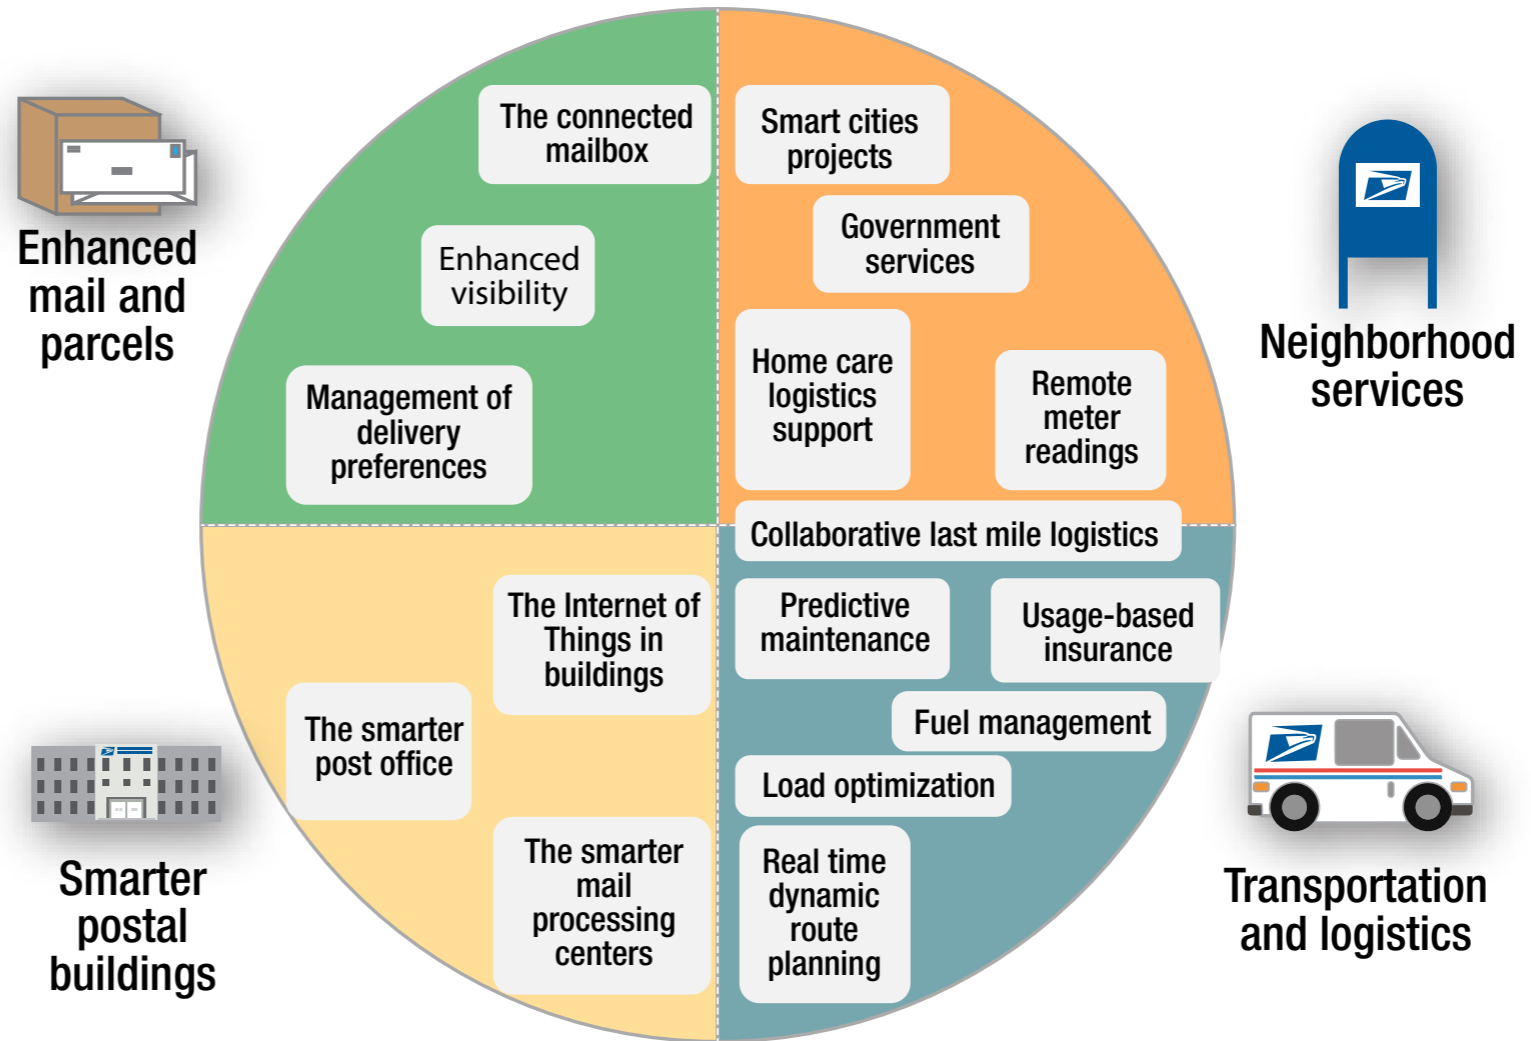 Enhanced
mail and
parcels
The connected
mailbox
Enhanced
visibility
Management of
delivery
preferences
Smart cities
projects
Government
services
Home care
logistics
support
Remote
meter
readings
Neighborhood
services
Collaborative last mile logistics
The Internet of
Things in
buildings
The smarter
post office
The smarter
mail
processing
centers
Smarter
postal
buildings
Predictive
maintenance
Usage-based
insurance
Fuel management
Load optimization
Real time
dynamic
route
planning
Transportation
and logistics